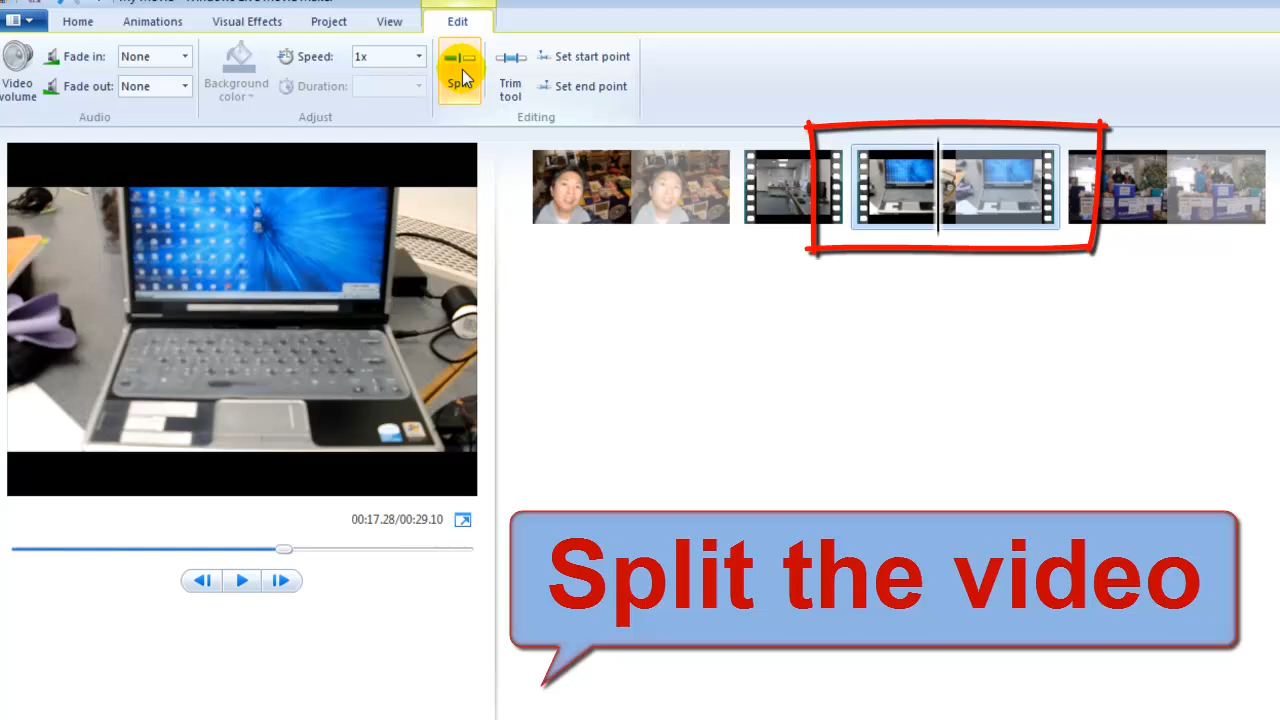 Home Animations Visual Effects Project View Edit
Fade in: None Speed: 1x Set start point
Video volume Fade out: None Background color Duration: Split Trim tool Set end point
Audio Adjust Editing
00:17.28/00:29.10
Split the video